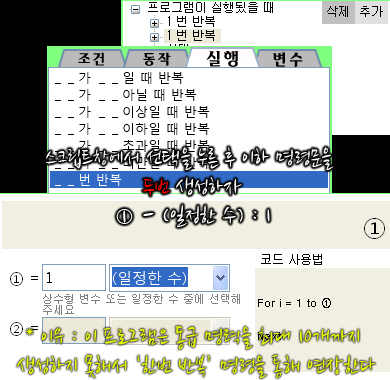 프로그램이 실행됬을 때
1 번 반복
1 번 반복
삭제 추가
조건 동작 실행 변수
_ _ 가 _ _ 일 때 반복
_ _ 가 _ _ 아닐 때 반복
_ _ 가 _ _ 이상일 때 반복
_ _ 가 _ _ 이하일 때 반복
_ _ 가 _ _ 초과일 때 반복
스크립트창에서 선택을 누른 후 이하 명령문을
_ _ 번 반복
두번 생성하자
① - (일정한 수) : 1
①
① = 1 (일정한 수)
상수형 변수 또는 일정한 수 중에 선택해
주세요
코드 사용법
For i = 1 to ①
② =
* 이유 : 이 프로그램은 동급 명령을 최대 10개까지
Next
생성하지 못해서 '한번 반복' 명령을 통해 연장한다